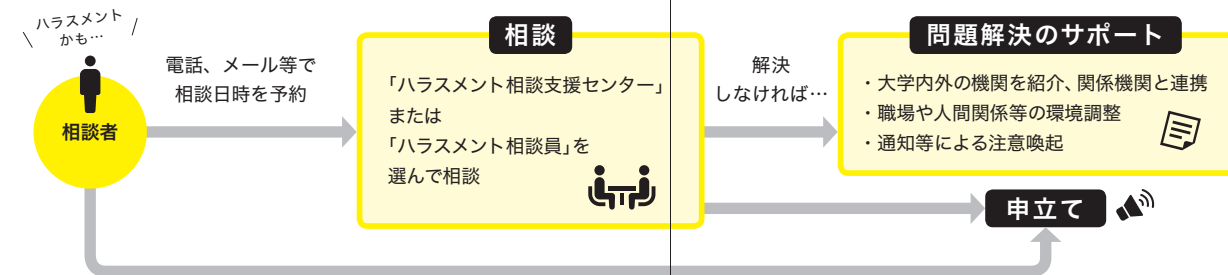 ハラスメント
かも…
相談者
電話、メール等で
相談日時を予約
相談
「ハラスメント相談支援センター」
または
「ハラスメント相談員」を
選んで相談
解決
しなければ…
問題解決のサポート
・大学内外の機関を紹介、関係機関と連携
・職場や人間関係等の環境調整
・通知等による注意喚起
申立て